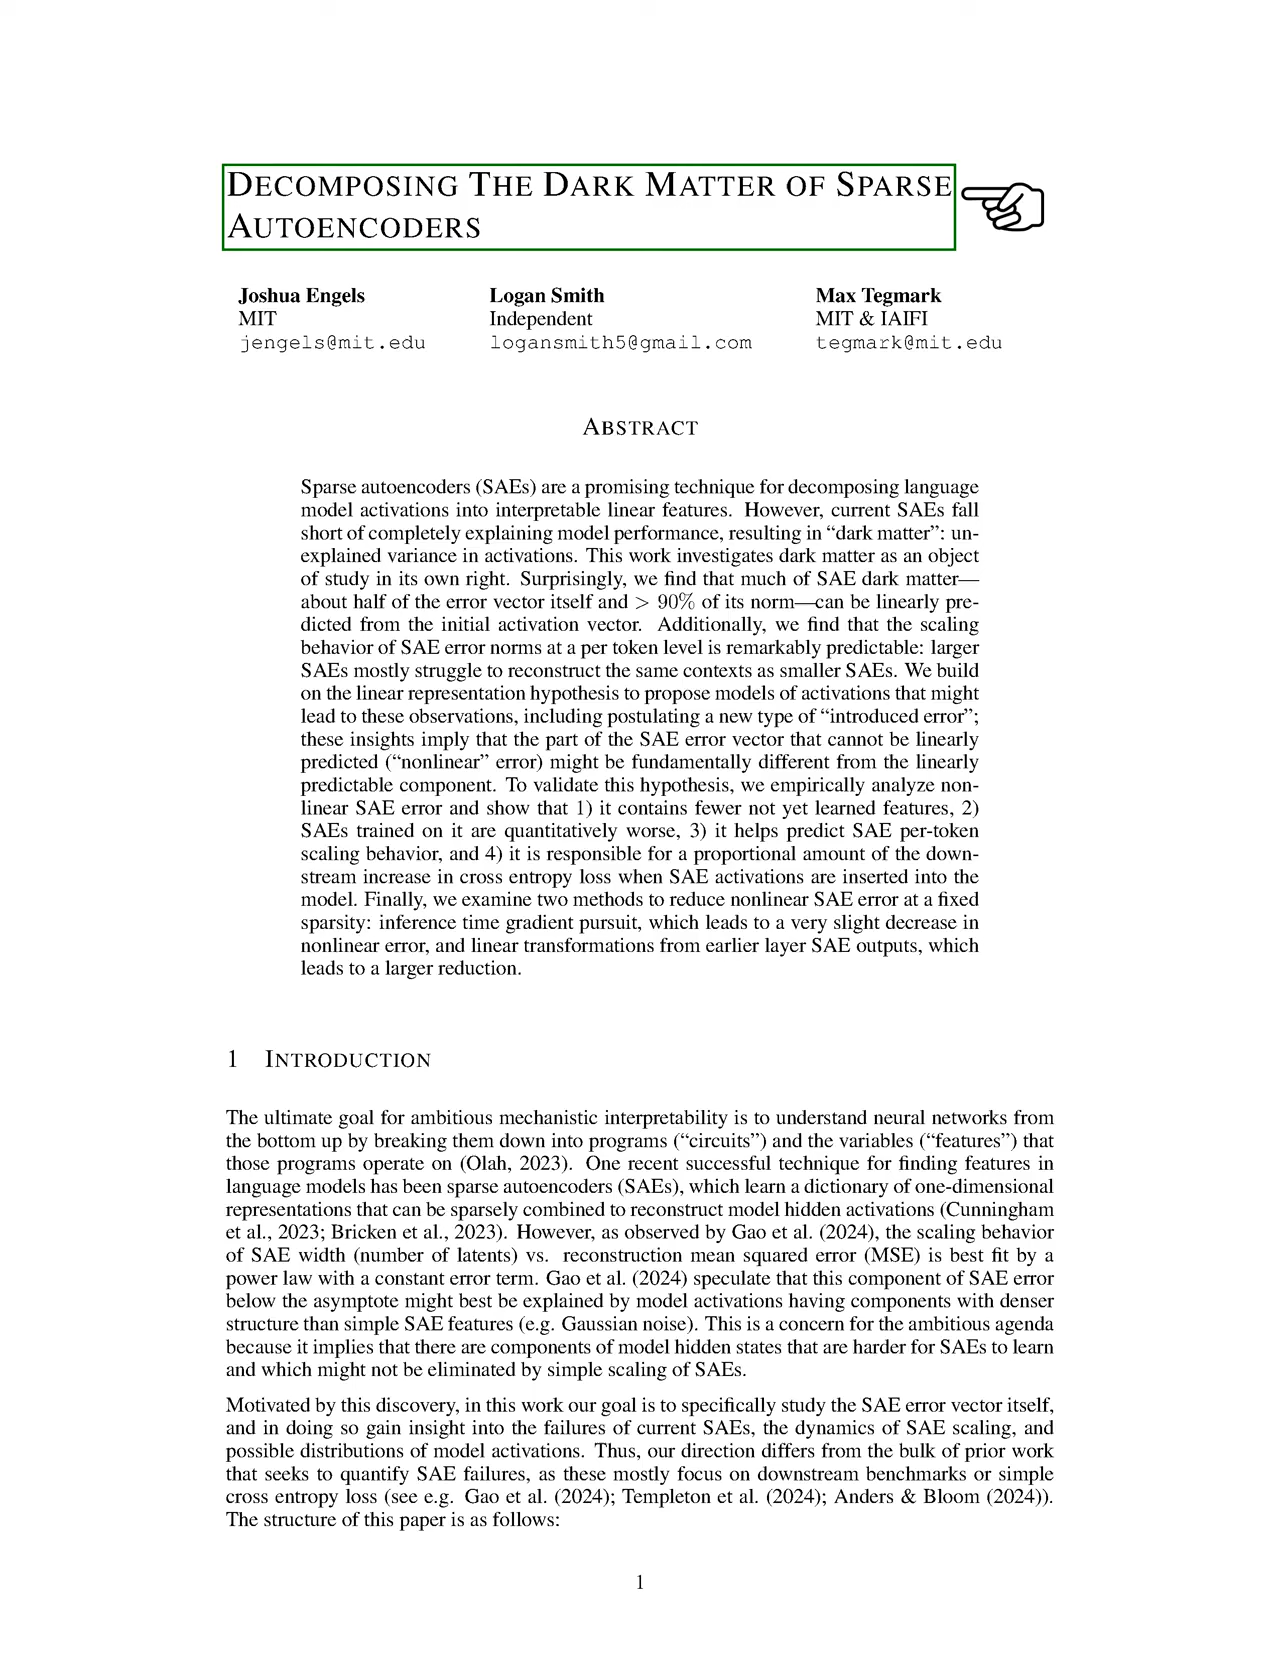 DECOMPOSING THE DARK MATTER OF SPARSE
AUTOENCODERS
Joshua Engels
MIT
jengels@mit.edu
Logan Smith
Independent
logansmith5@gmail.com
Max Tegmark
MIT & IAIFI
tegmark@mit.edu
ABSTRACT
Sparse autoencoders (SAEs) are a promising technique for decomposing language
model activations into interpretable linear features. However, current SAEs fall
short of completely explaining model performance, resulting in “dark matter”: un-
explained variance in activations. This work investigates dark matter as an object
of study in its own right. Surprisingly, we find that much of SAE dark matter—
about half of the error vector itself and > 90% of its norm—can be linearly pre-
dicted from the initial activation vector. Additionally, we find that the scaling
behavior of SAE error norms at a per token level is remarkably predictable: larger
SAEs mostly struggle to reconstruct the same contexts as smaller SAEs. We build
on the linear representation hypothesis to propose models of activations that might
lead to these observations, including postulating a new type of “introduced error”;
these insights imply that the part of the SAE error vector that cannot be linearly
predicted (“nonlinear” error) might be fundamentally different from the linearly
predictable component. To validate this hypothesis, we empirically analyze non-
linear SAE error and show that 1) it contains fewer not yet learned features, 2)
SAEs trained on it are quantitatively worse, 3) it helps predict SAE per-token
scaling behavior, and 4) it is responsible for a proportional amount of the down-
stream increase in cross entropy loss when SAE activations are inserted into the
model. Finally, we examine two methods to reduce nonlinear SAE error at a fixed
sparsity: inference time gradient pursuit, which leads to a very slight decrease in
nonlinear error, and linear transformations from earlier layer SAE outputs, which
leads to a larger reduction.
1 INTRODUCTION
The ultimate goal for ambitious mechanistic interpretability is to understand neural networks from
the bottom up by breaking them down into programs (“circuits”) and the variables (“features”) that
those programs operate on (Olah, 2023). One recent successful technique for finding features in
language models has been sparse autoencoders (SAEs), which learn a dictionary of one-dimensional
representations that can be sparsely combined to reconstruct model hidden activations (Cunningham
et al., 2023; Bricken et al., 2023). However, as observed by Gao et al. (2024), the scaling behavior
of SAE width (number of latents) vs. reconstruction mean squared error (MSE) is best fit by a
power law with a constant error term. Gao et al. (2024) speculate that this component of SAE error
below the asymptote might best be explained by model activations having components with denser
structure than simple SAE features (e.g. Gaussian noise). This is a concern for the ambitious agenda
because it implies that there are components of model hidden states that are harder for SAEs to learn
and which might not be eliminated by simple scaling of SAEs.
Motivated by this discovery, in this work our goal is to specifically study the SAE error vector itself,
and in doing so gain insight into the failures of current SAEs, the dynamics of SAE scaling, and
possible distributions of model activations. Thus, our direction differs from the bulk of prior work
that seeks to quantify SAE failures, as these mostly focus on downstream benchmarks or simple
cross entropy loss (see e.g. Gao et al. (2024); Templeton et al. (2024); Anders & Bloom (2024)).
The structure of this paper is as follows:
1